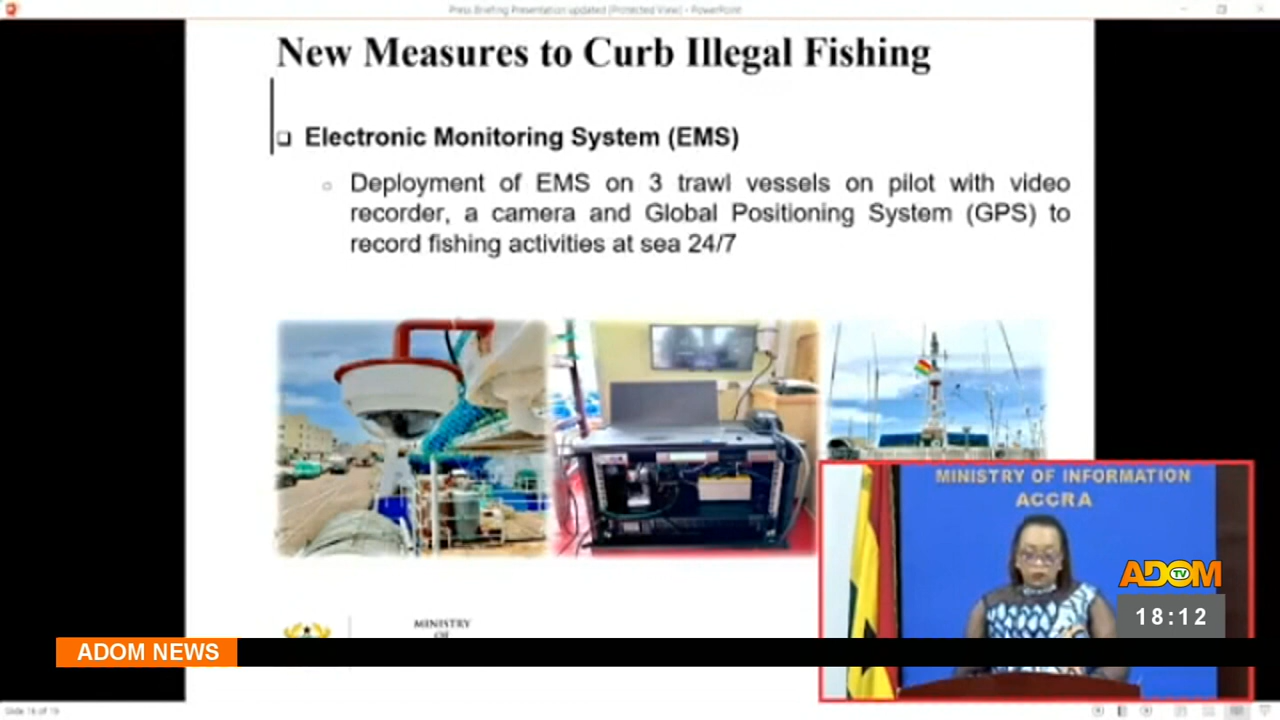 Press Briefing Presentation updated [Protected View] - PowerPoint
New Measures to Curb Illegal Fishing
Electronic Monitoring System (EMS)
Deployment of EMS on 3 trawl vessels on pilot with video
recorder, a camera and Global Positioning System (GPS) to
record fishing activities at sea 24/7
MINISTRY OF INFORMATION
ACCRA
ADOM
TV
18:12
MINISTRY
OF
ADOM NEWS
Slide 16 of 19